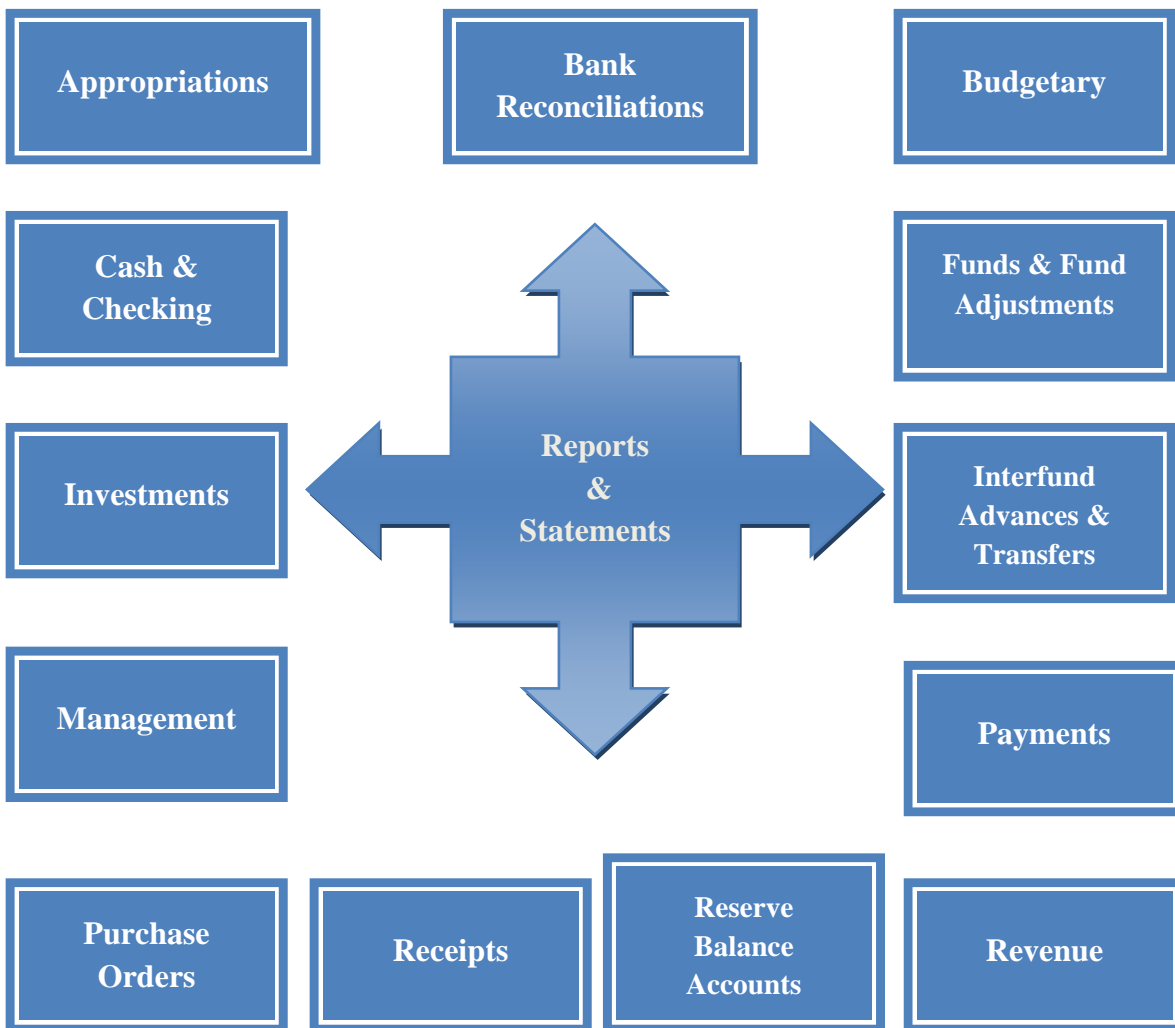 Appropriations
Bank
Reconciliations
Budgetary
Cash &
Checking
Funds & Fund
Adjustments
Investments
Reports
&
Statements
Interfund
Advances &
Transfers
Management
Payments
Purchase
Orders
Receipts
Reserve
Balance
Accounts
Revenue